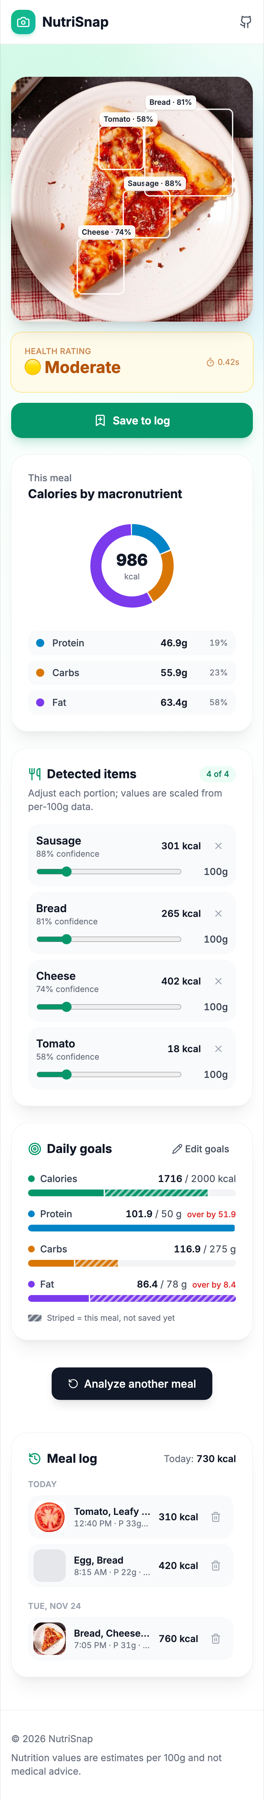 NutriSnap
Bread · 81%
Tomato · 58%
Sausage · 88%
Cheese · 74%
HEALTH RATING
Moderate
0.42s
Save to log
This meal
Calories by macronutrient
986
kcal
Protein 46.9g 19%
Carbs 55.9g 23%
Fat 63.4g 58%
Detected items 4 of 4
Adjust each portion; values are scaled from
per-100g data.
Sausage 301 kcal
88% confidence
100g
Bread 265 kcal
81% confidence
100g
Cheese 402 kcal
74% confidence
100g
Tomato 18 kcal
58% confidence
100g
Daily goals Edit goals
Calories 1716 / 2000 kcal
Protein 101.9 / 50 g over by 51.9
Carbs 116.9 / 275 g
Fat 86.4 / 78 g over by 8.4
Striped = this meal, not saved yet
Analyze another meal
Meal log Today: 730 kcal
TODAY
Tomato, Leafy ... 310 kcal
12:40 PM · P 33g...
Egg, Bread 420 kcal
8:15 AM · P 22g · ...
TUE, NOV 24
Bread, Cheese... 760 kcal
7:05 PM · P 31g · ...
© 2026 NutriSnap
Nutrition values are estimates per 100g and not
medical advice.